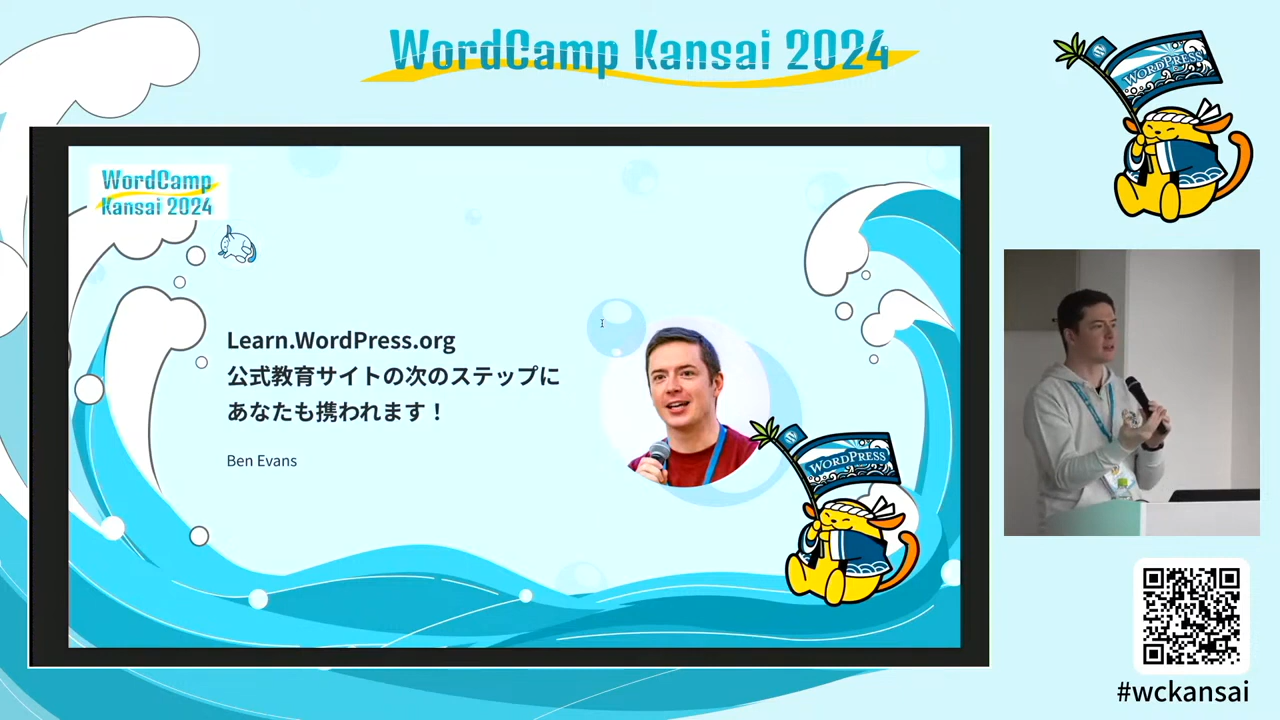 WordCamp Kansai 2024
WORDPRESS
WordCamp
Kansai 2024
Learn.WordPress.org
公式教育サイトの次のステップに
あなたも携われます！
Ben Evans
WORDPRESS
#wckansai